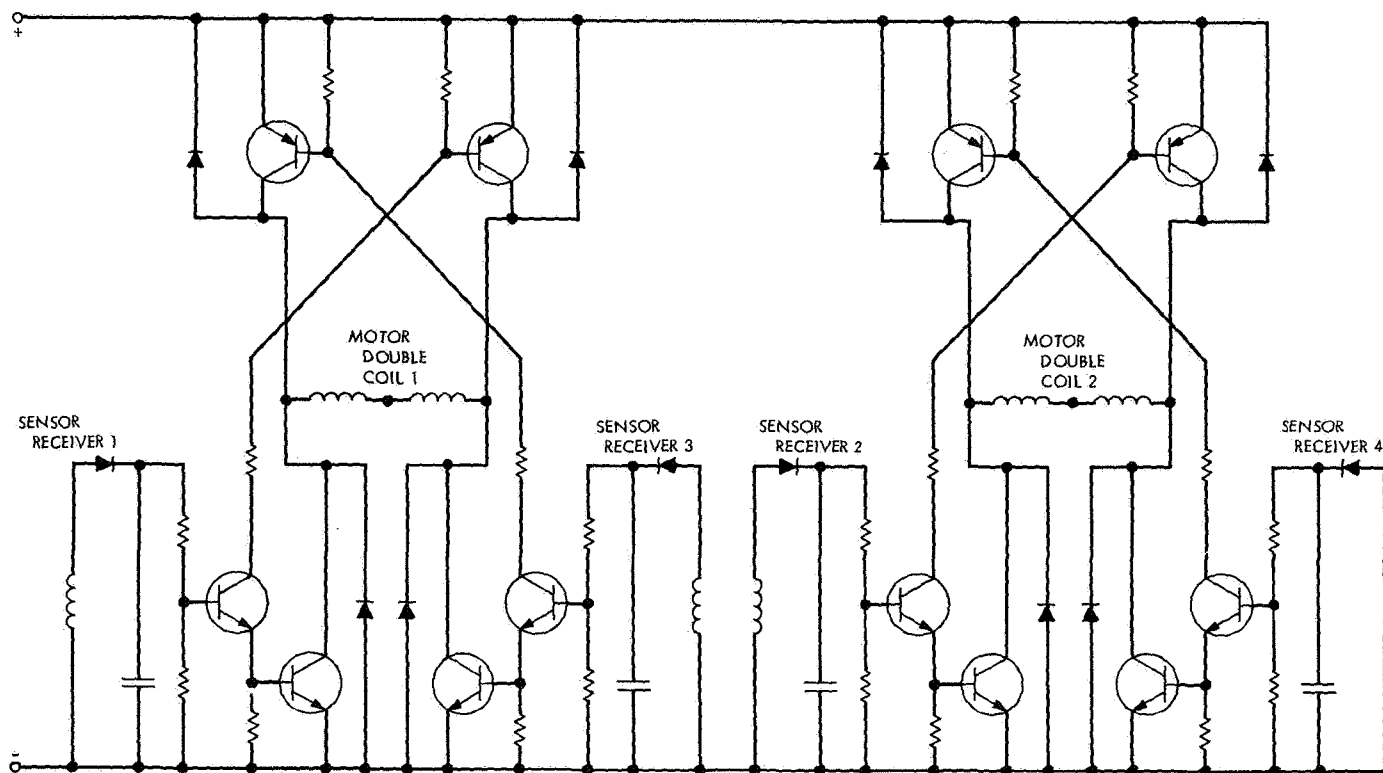 +
MOTOR
DOUBLE
COIL 1
MOTOR
DOUBLE
COIL 2
SENSOR
RECEIVER 1
SENSOR
RECEIVER 3
SENSOR
RECEIVER 2
SENSOR
RECEIVER 4
-